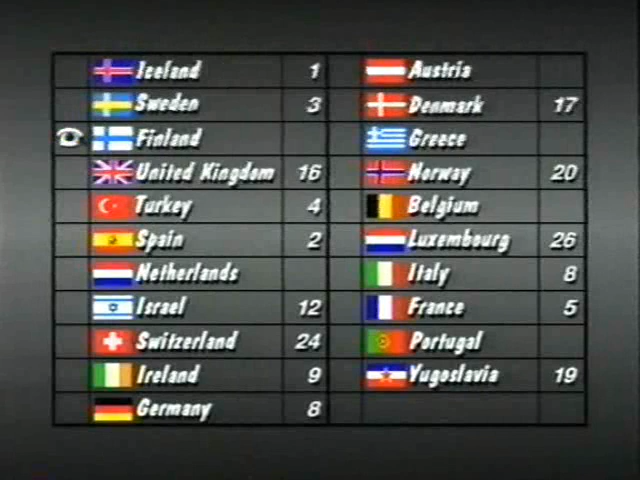 Iceland 1
Sweden 3
Finland
United Kingdom 16
Turkey 4
Spain 2
Netherlands
Israel 12
Switzerland 24
Ireland 9
Germany 8
Austria
Denmark 17
Greece
Norway 20
Belgium
Luxembourg 26
Italy 8
France 5
Portugal
Yugoslavia 19